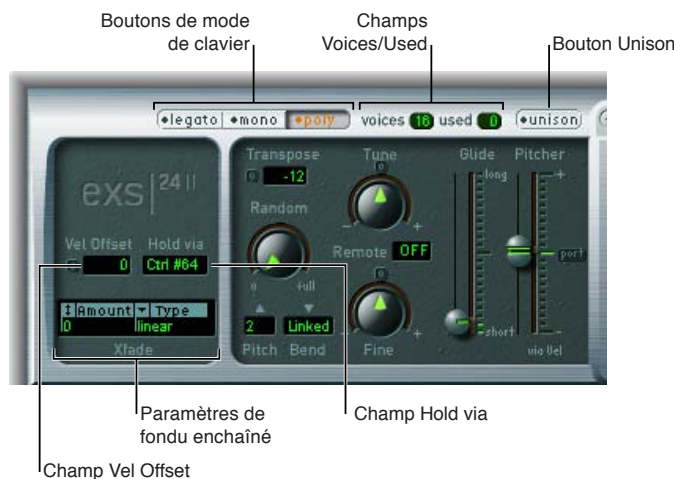 Boutons de mode
de clavier
Champs
Voices/Used
Bouton Unison
legato mono poly voices 16 used 0 unison
exs 24 II
Transpose Tune Glide Pitcher
0 -12 0 long +
Random
Vel Offset Hold via
0 Ctrl #64
- +
Remote OFF port
0 full 0
Amount Type
0 linear
2 Linked
- + short -
Xfade Pitch Bend Fine via Vel
Paramètres de
fondu enchaîné
Champ Hold via
Champ Vel Offset